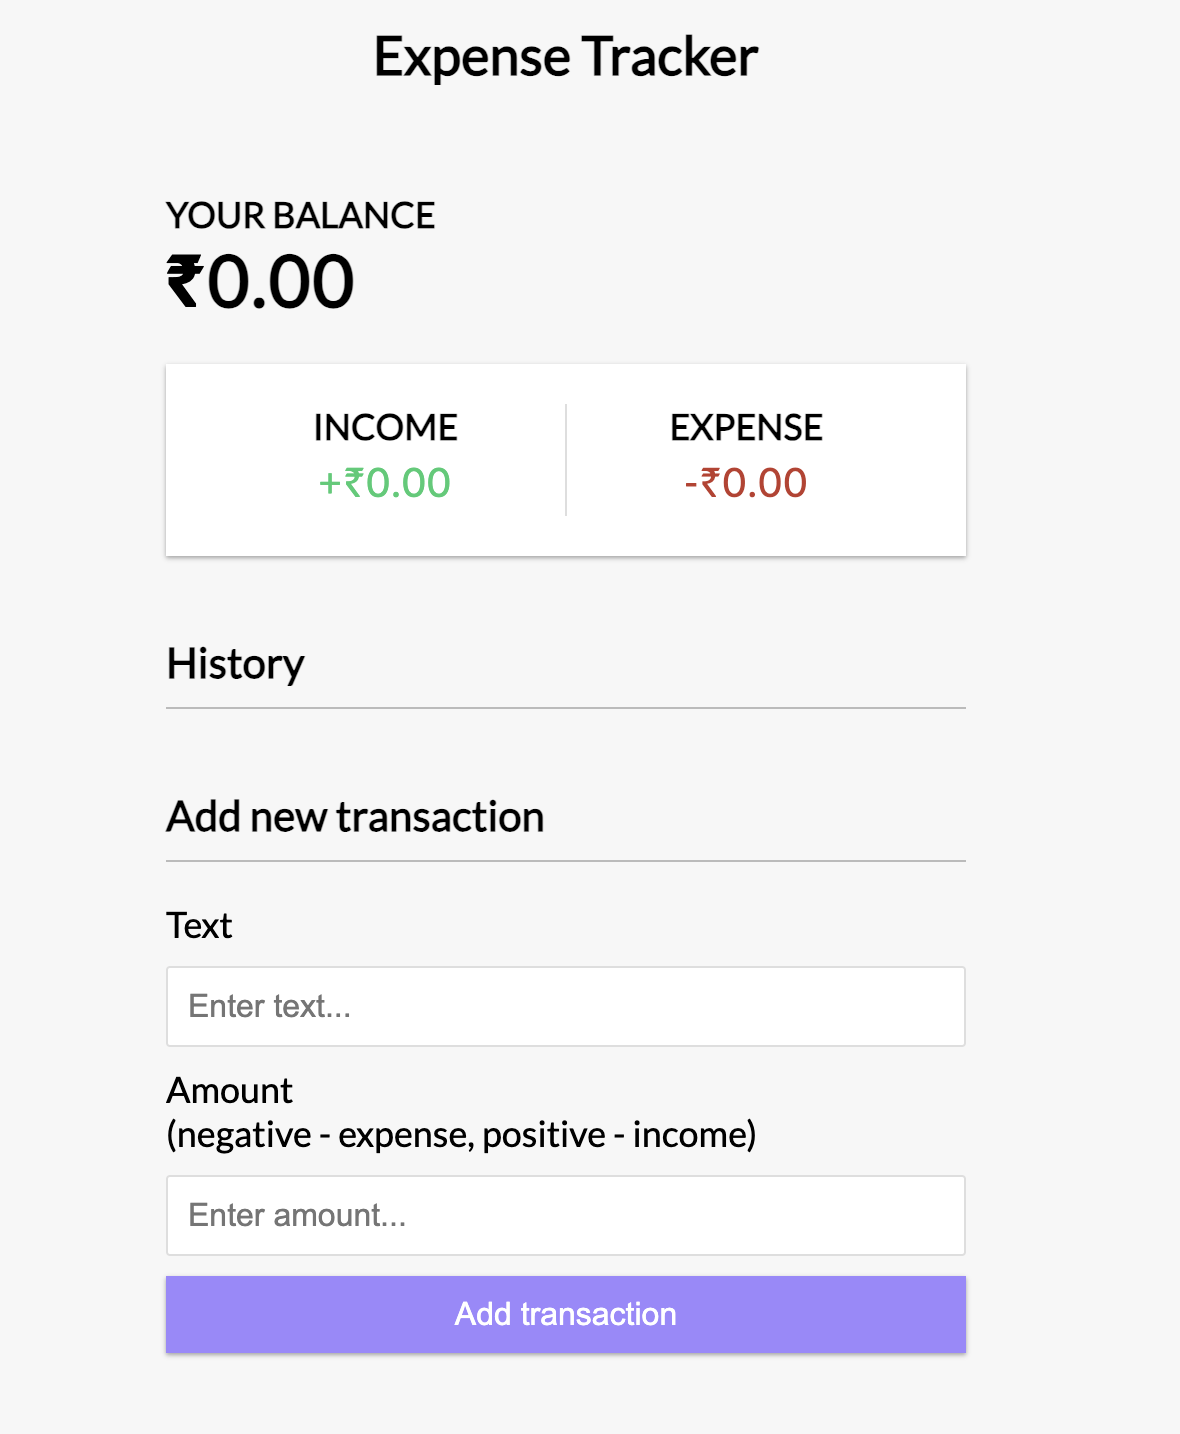 Expense Tracker
YOUR BALANCE
₹0.00
INCOME
EXPENSE
+₹0.00
-₹0.00
History
Add new transaction
Text
Enter text...
Amount
(negative - expense, positive - income)
Enter amount...
Add transaction